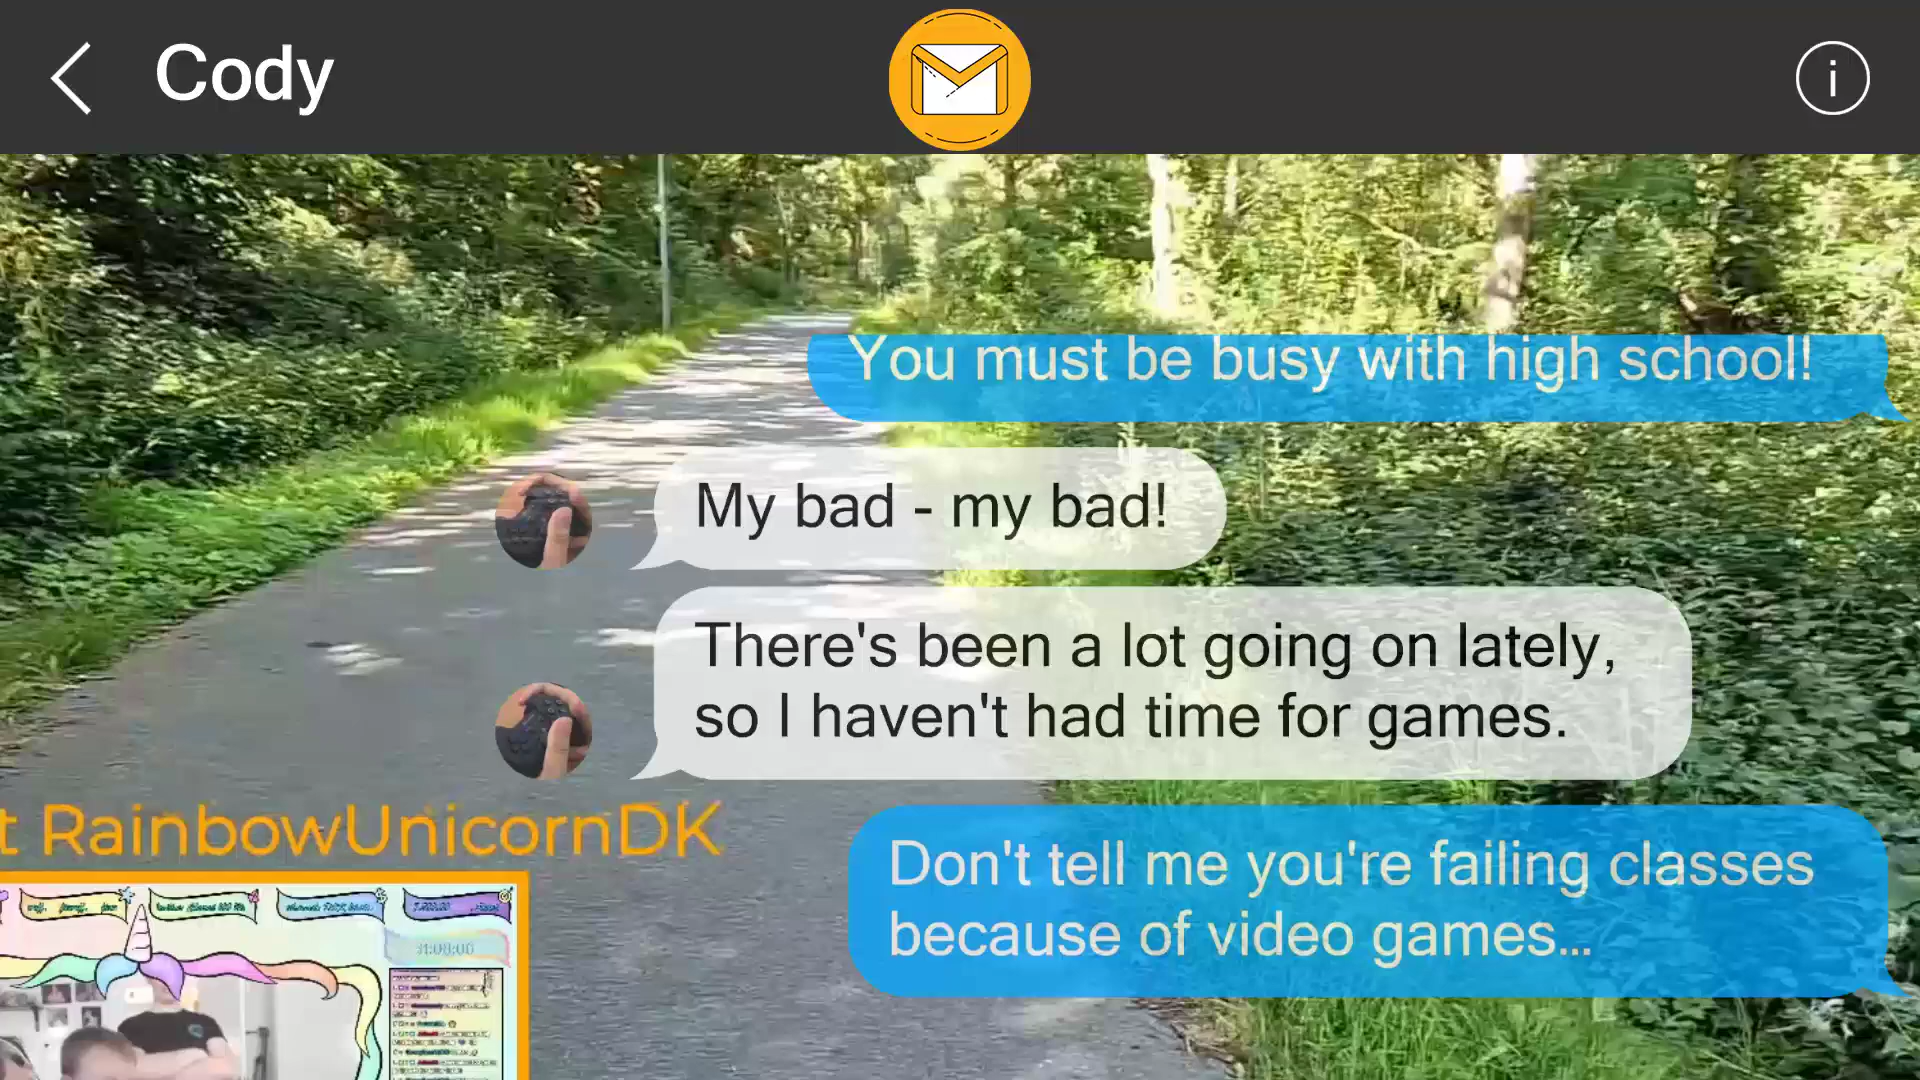 Cody
i
You must be busy with high school!
My bad - my bad!
There's been a lot going on lately,
so I haven't had time for games.
t RainbowUnicornDK
Don't tell me you're failing classes
because of video games...